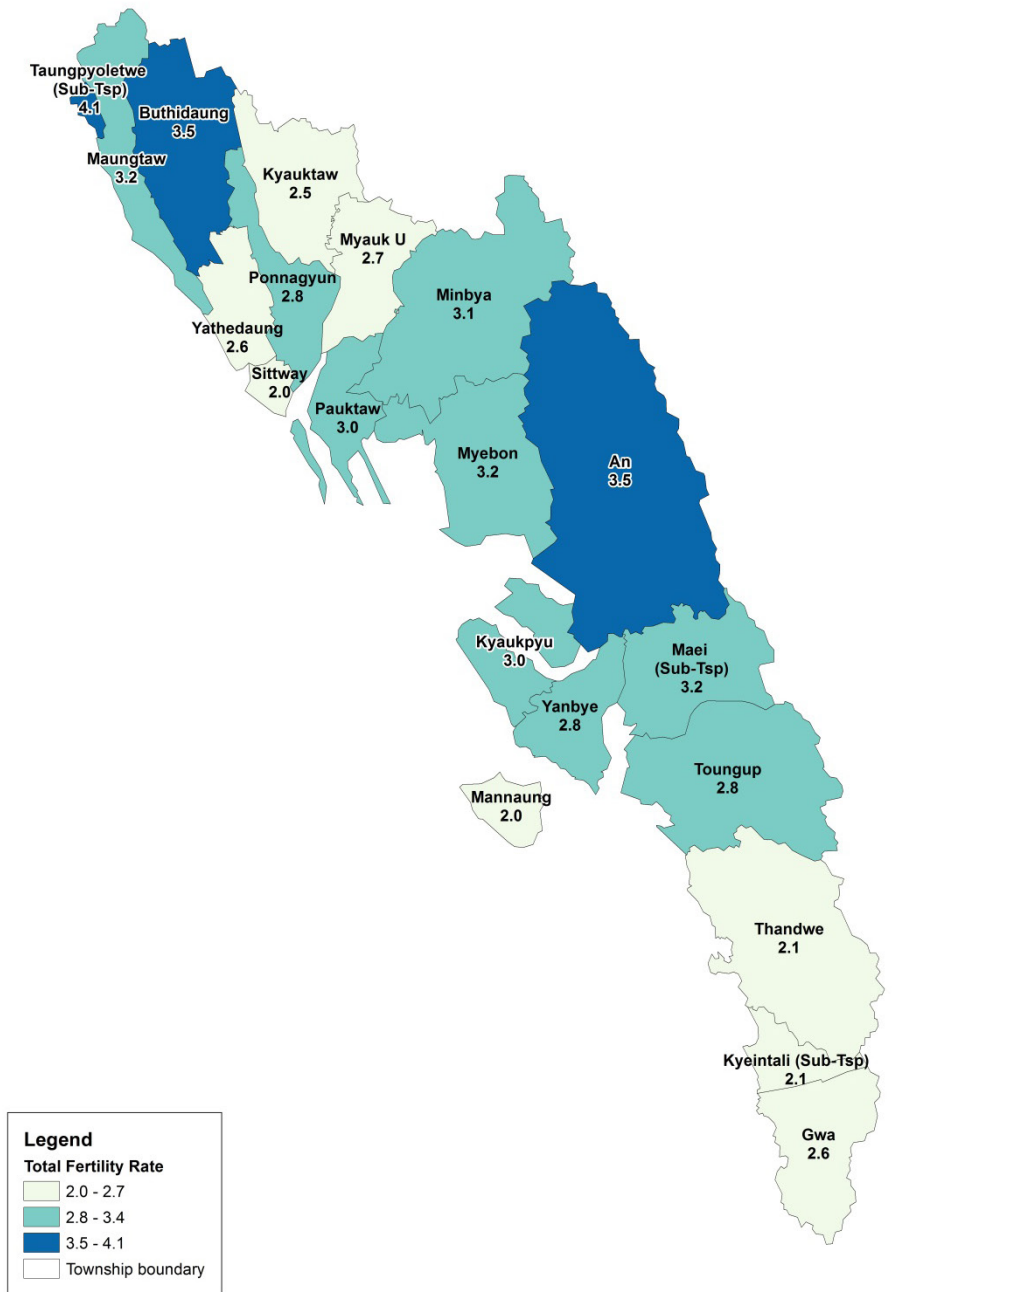 Taungpyoletwe
(Sub-Tsp)
4.1
Buthidaung
3.5
Maungtaw
3.2
Kyauktaw
2.5
Myauk U
2.7
Ponnagyun
2.8
Minbya
3.1
Yathedaung
2.6
Sittway
2.0
Pauktaw
3.0
Myebon
3.2
An
3.5
Kyaukpyu
3.0
Maei
(Sub-Tsp)
3.2
Yanbye
2.8
Toungup
2.8
Mannaung
2.0
Thandwe
2.1
Kyeintali (Sub-Tsp)
2.1
Gwa
2.6
Legend
Total Fertility Rate
2.0 - 2.7
2.8 - 3.4
3.5 - 4.1
Township boundary